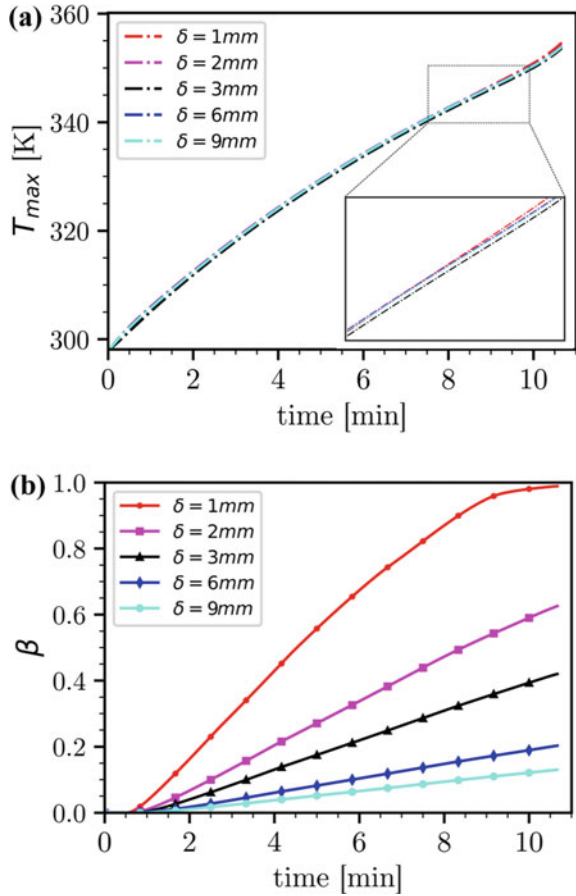 (a)
360
340
320
300
T_max [K]
δ = 1mm
δ = 2mm
δ = 3mm
δ = 6mm
δ = 9mm
0 2 4 6 8 10
time [min]
(b)
1.0
0.8
0.6
0.4
0.2
0.0
β
δ = 1mm
δ = 2mm
δ = 3mm
δ = 6mm
δ = 9mm
0 2 4 6 8 10
time [min]